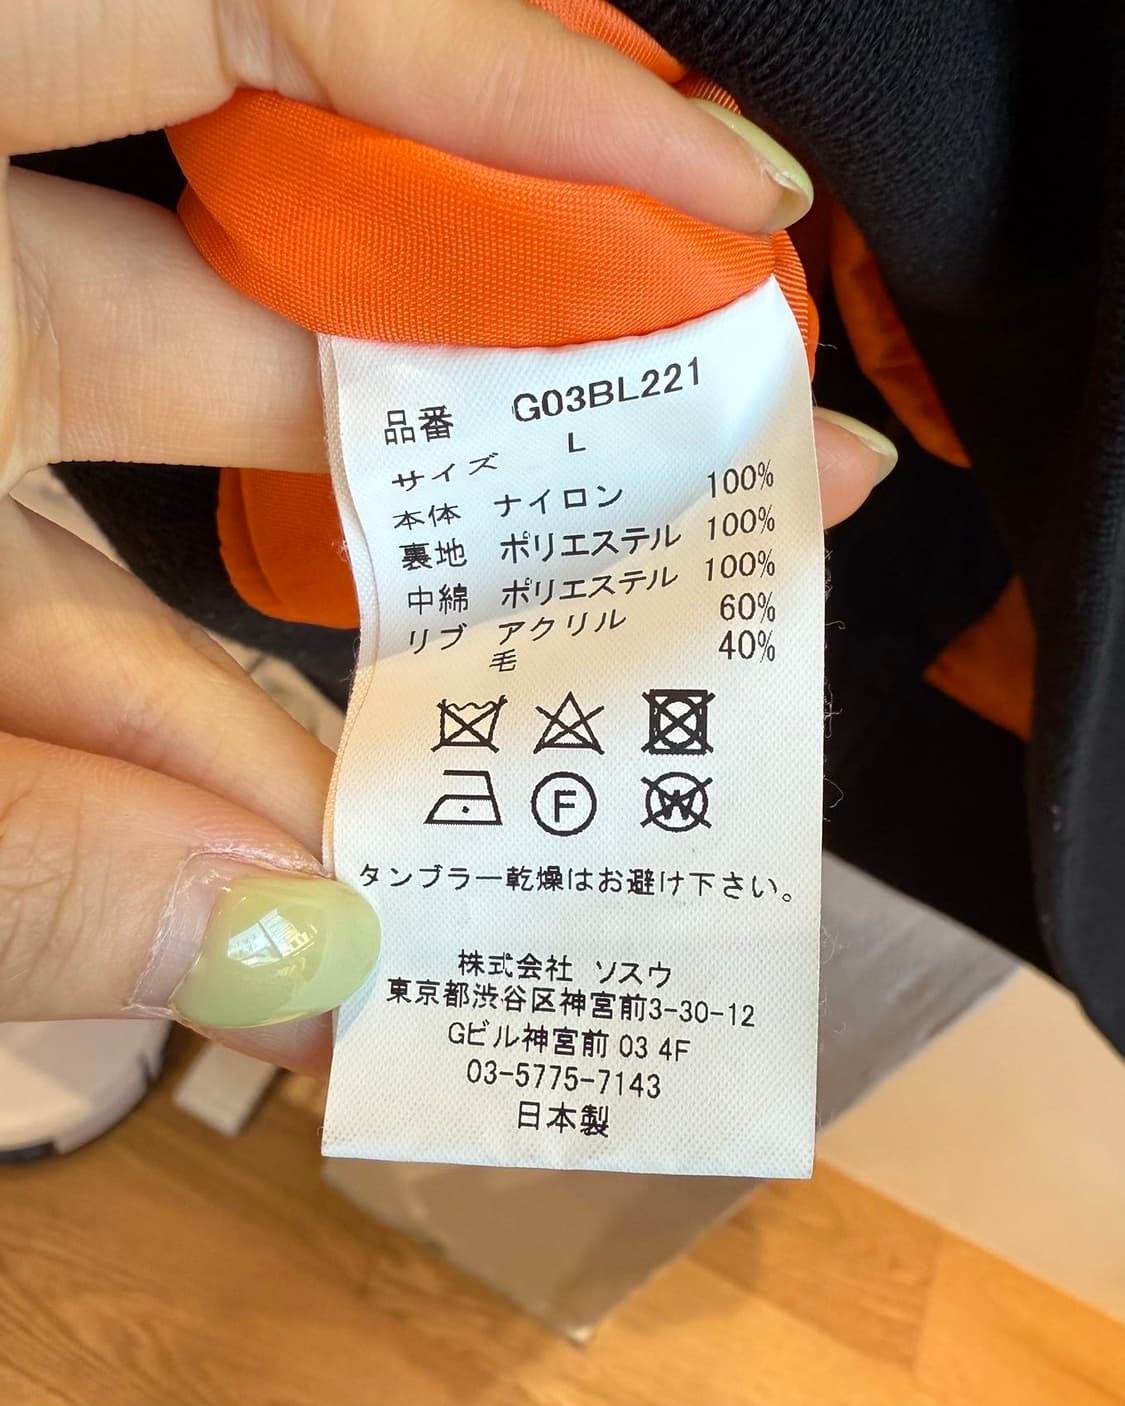 品番 G03BL221
サイズ L
本体 ナイロン 100%
裏地 ポリエステル 100%
中綿 ポリエステル 100%
リブ アクリル 60%
毛 40%
F
W
タンブラー乾燥はお避け下さい。
株式会社 ソスウ
東京都渋谷区神宮前3-30-12
Gビル神宮前 03 4F
03-5775-7143
日本製